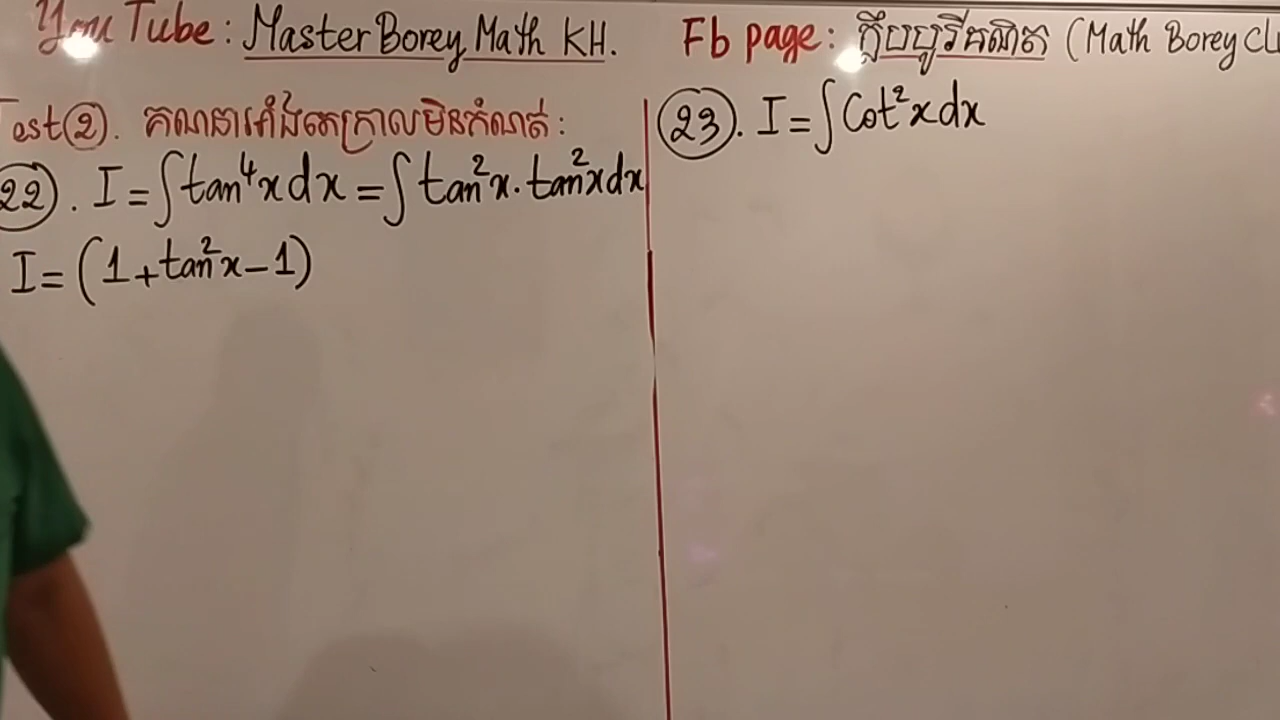 YouTube: Master Borey Math KH. Fb page: ក្លឹបបូរីគណិត (Math Borey
Test ②. គណនាអាំងតេក្រាលមិនកំណត់:
㉒. I = ∫tan⁴x dx = ∫tan²x · tan²x dx
I = (1 + tan²x − 1)
㉓. I = ∫Cot²x dx